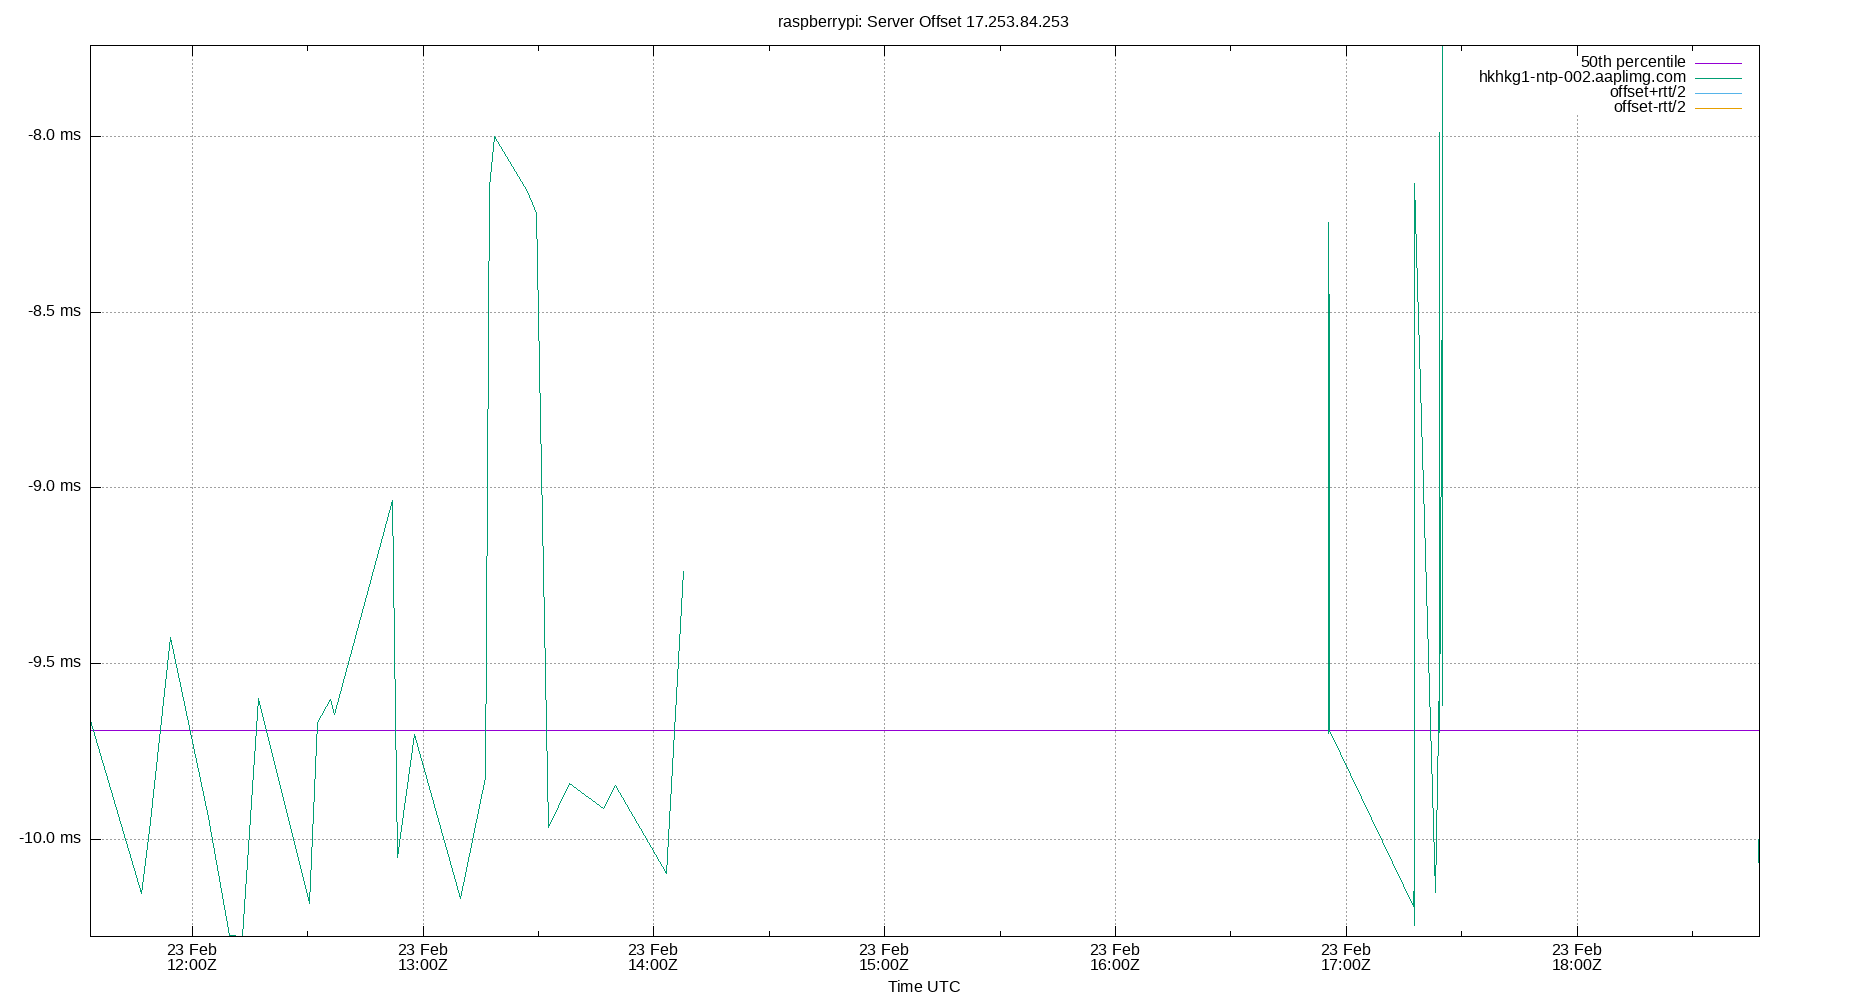 raspberrypi: Server Offset 17.253.84.253
50th percentile
hkhkg1-ntp-002.aaplimg.com
offset+rtt/2
offset-rtt/2
-8.0 ms
-8.5 ms
-9.0 ms
-9.5 ms
-10.0 ms
23 Feb 23 Feb 23 Feb 23 Feb 23 Feb 23 Feb 23 Feb
12:00Z 13:00Z 14:00Z 15:00Z 16:00Z 17:00Z 18:00Z
Time UTC